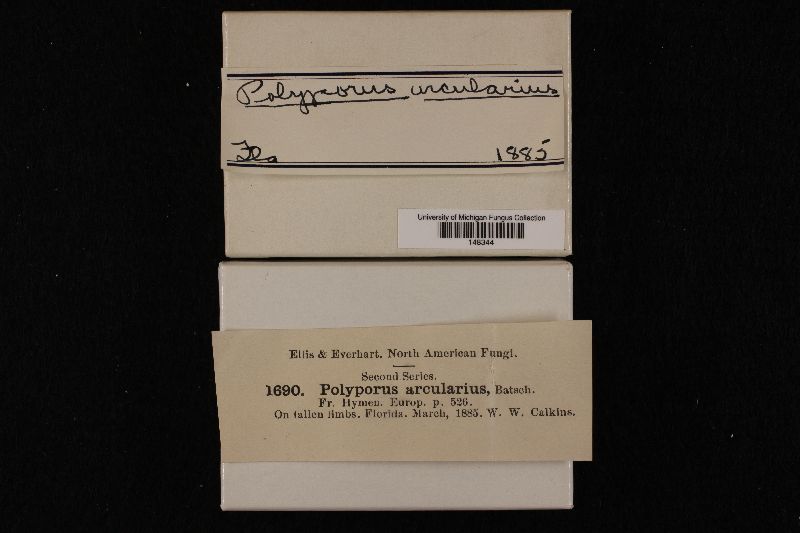 Polyporus arcularius
Fla 1885
University of Michigan Fungus Collection
148344
Ellis & Everhart. North American Fungi.
Second Series.
1690. Polyporus arcularius, Batsch.
Fr. Hymen. Europ. p. 526.
On fallen limbs. Florida. March, 1885. W. W. Calkins.